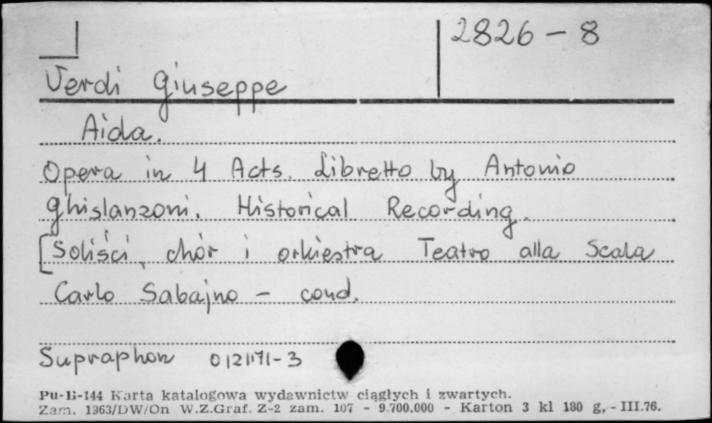 2826 - 8
Verdi Giuseppe
Aida.
Opera in 4 Acts. Libretto by Antonio
Ghislanzoni. Historical Recording.
[Soliści, chór i orkiestra Teatro alla Scala
Carlo Sabajno - cond.
Supraphon 012171-3
Pu-B-144 Karta katalogowa wydawnictw ciągłych i zwartych.
Zam. 1363/DW/On W.Z.Graf. Z-2 zam. 107 - 9.700.000 - Karton 3 kl 180 g, - III.76.